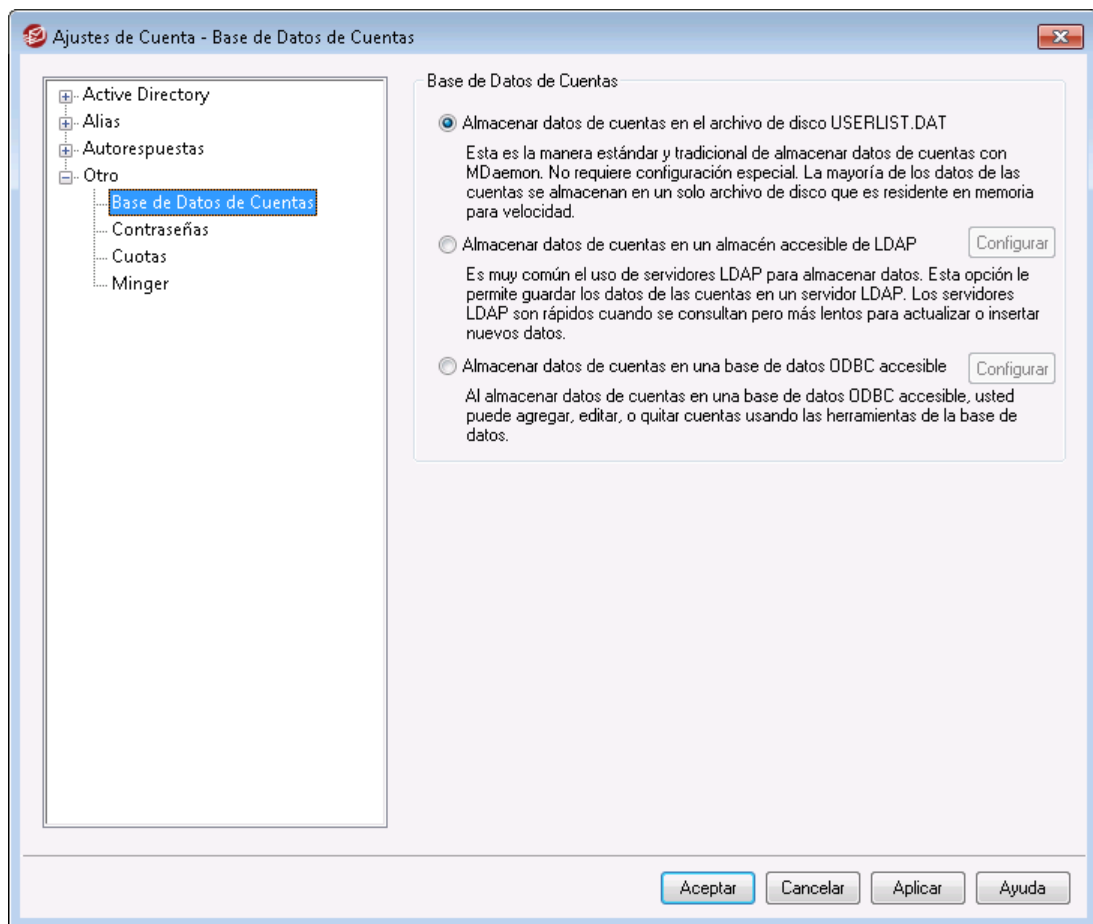 Ajustes de Cuenta - Base de Datos de Cuentas
Active Directory
Alias
Autorespuestas
Otro
Base de Datos de Cuentas
Contraseñas
Cuotas
Minger
Base de Datos de Cuentas
Almacenar datos de cuentas en el archivo de disco USERLIST.DAT
Esta es la manera estándar y tradicional de almacenar datos de cuentas con
MDaemon. No requiere configuración especial. La mayoría de los datos de las
cuentas se almacenan en un solo archivo de disco que es residente en memoria
para velocidad.
Almacenar datos de cuentas en un almacén accesible de LDAP
Configurar
Es muy común el uso de servidores LDAP para almacenar datos. Esta opción le
permite guardar los datos de las cuentas en un servidor LDAP. Los servidores
LDAP son rápidos cuando se consultan pero más lentos para actualizar o insertar
nuevos datos.
Almacenar datos de cuentas en una base de datos ODBC accesible
Configurar
Al almacenar datos de cuentas en una base de datos ODBC accesible, usted
puede agregar, editar, o quitar cuentas usando las herramientas de la base de
datos.
Aceptar
Cancelar
Aplicar
Ayuda